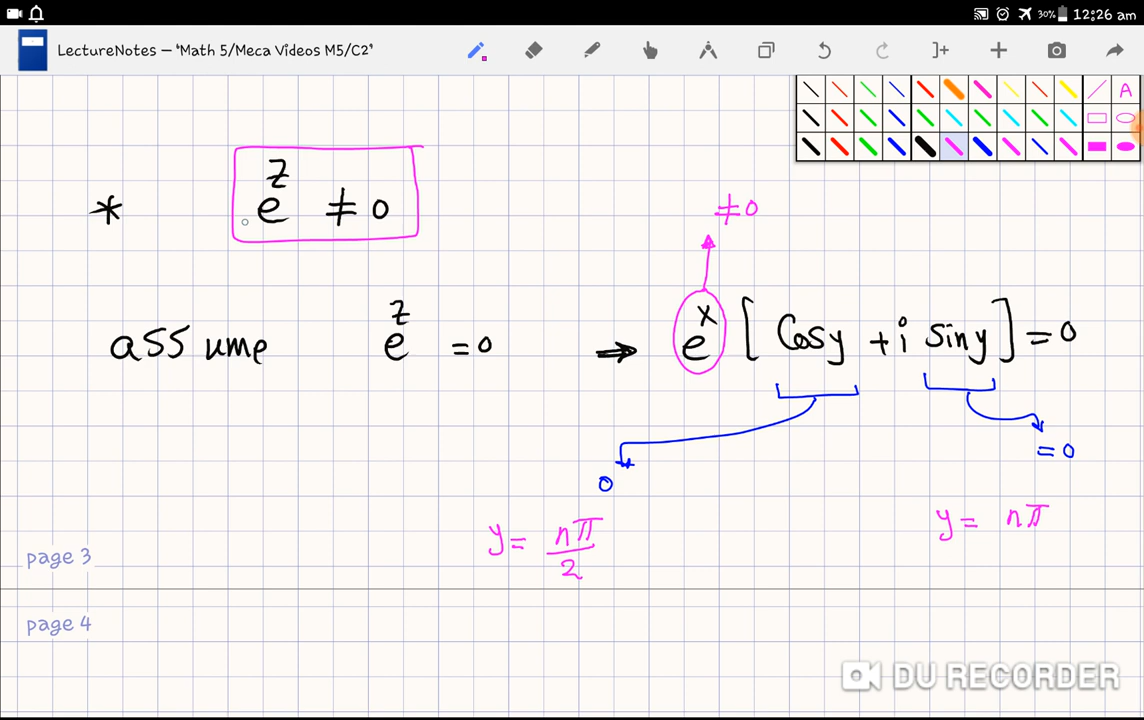 30% 12:26 am
LectureNotes – ‘Math 5/Meca Videos M5/C2’
A
* e^z ≠ 0
≠0
assume e^z = 0 ⇒ e^x [ Cosy + i siny ] = 0
0
= 0
y = nπ/2
y = nπ
page 3
page 4
DU RECORDER